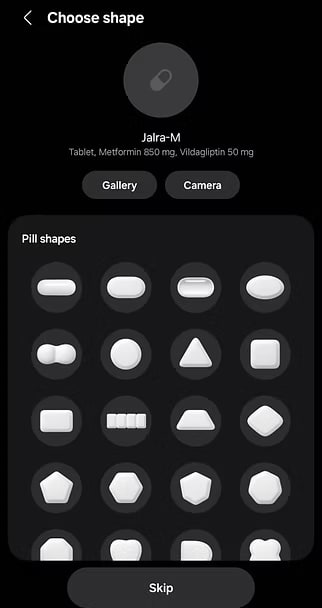 Choose shape
Jalra-M
Tablet, Metformin 850 mg, Vildagliptin 50 mg
Gallery
Camera
Pill shapes
Skip